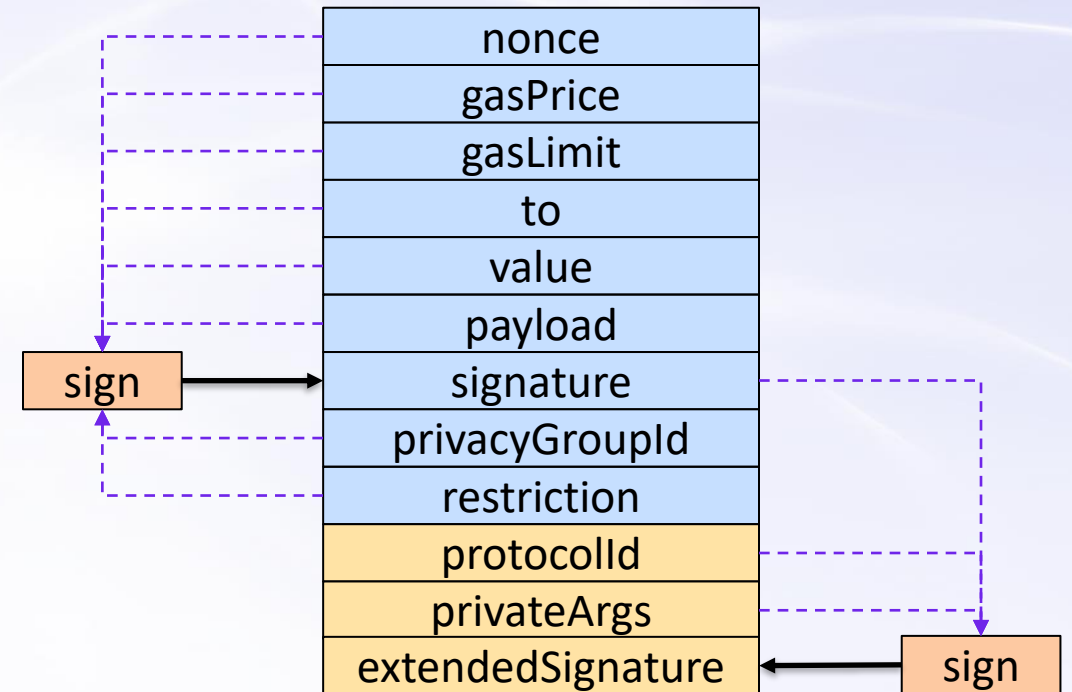 nonce
gasPrice
gasLimit
to
value
payload
sign
signature
privacyGroupId
restriction
protocolId
privateArgs
extendedSignature
sign